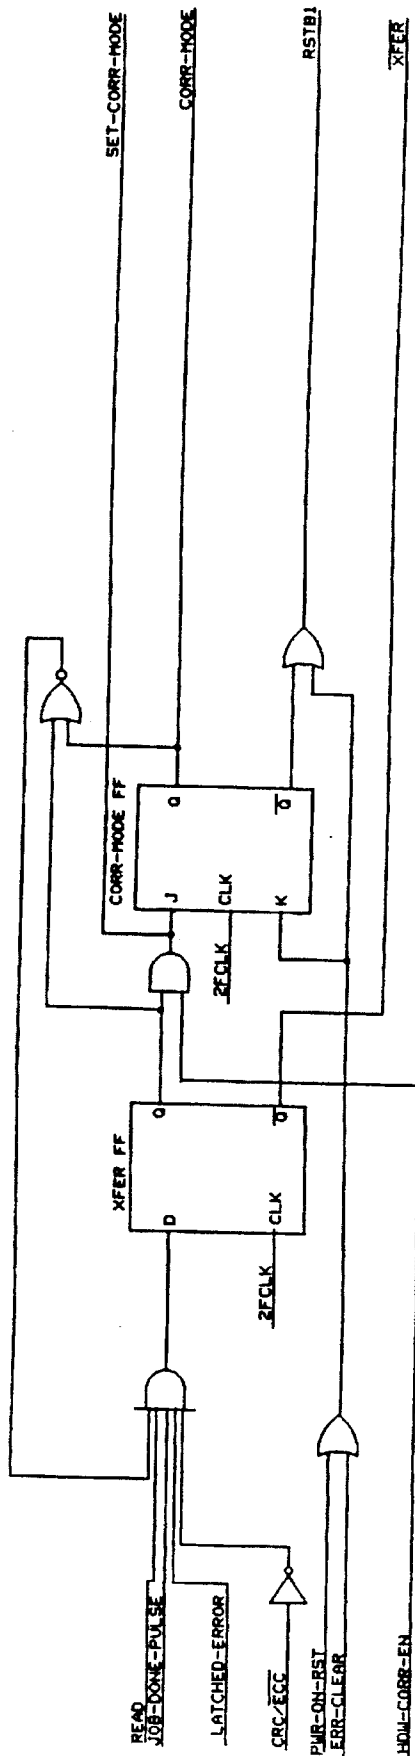 SET-CORR-MODE
CORR-MODE
RSTB1
XFER
CORR-MODE FF
J
Q
CLK
K
Q
2FCLK
XFER FF
D
Q
CLK
Q
2FCLK
READ
JOB-DONE-PULSE
LATCHED-ERROR
CRC/ECC
PWR-ON-RST
ERR-CLEAR
HDW-CORR-EN